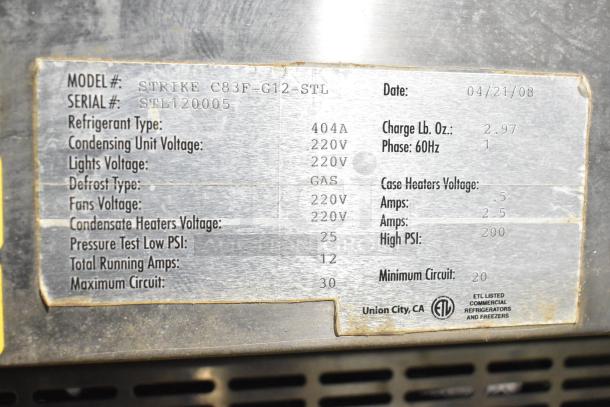 MODEL #: STRIKE C83F-G12-STL
SERIAL #: STL120005
Date: 04/21/08
Refrigerant Type: 404A
Charge Lb. Oz.: 2.97
Condensing Unit Voltage: 220V
Phase: 60Hz 1
Lights Voltage: 220V
Defrost Type: GAS
Case Heaters Voltage:
Fans Voltage: 220V
Amps: .5
Condensate Heaters Voltage: 220V
Amps: 2.5
Pressure Test Low PSI: 25
High PSI: 200
Total Running Amps: 12
Maximum Circuit: 30
Minimum Circuit: 20
Union City, CA
ETL
ETL LISTED
COMMERCIAL
REFRIGERATORS
AND FREEZERS